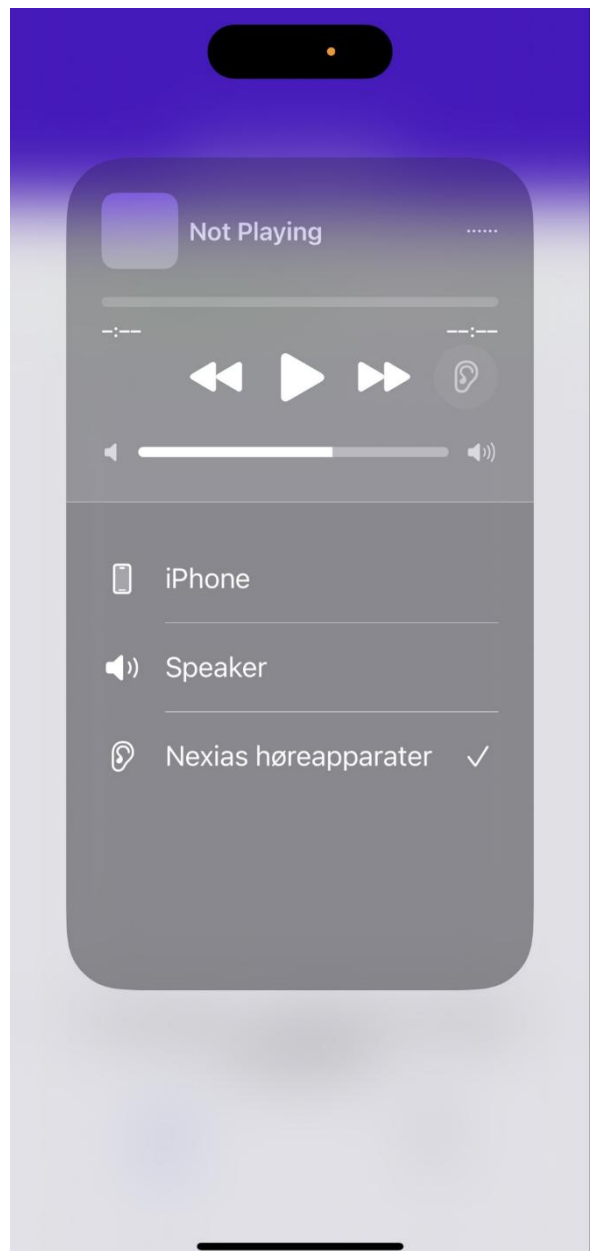 Not Playing
-:-- --:--
iPhone
Speaker
Nexias høreapparater